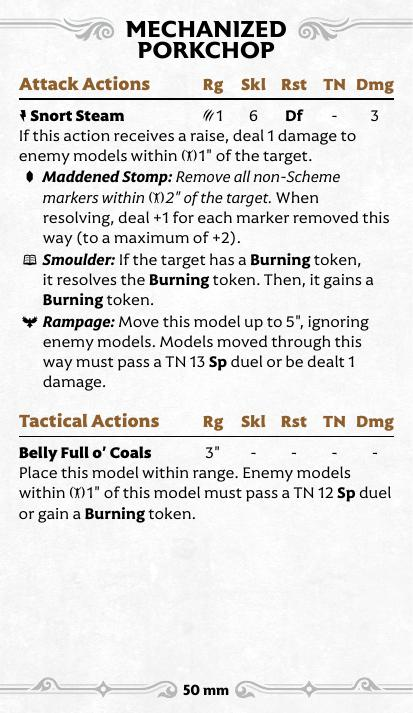 MECHANIZED
PORKCHOP
Attack Actions Rg Skl Rst TN Dmg
Snort Steam 1 6 Df - 3
If this action receives a raise, deal 1 damage to
enemy models within 1" of the target.
Maddened Stomp: Remove all non-Scheme
markers within 2" of the target. When
resolving, deal +1 for each marker removed this
way (to a maximum of +2).
Smoulder: If the target has a Burning token,
it resolves the Burning token. Then, it gains a
Burning token.
Rampage: Move this model up to 5", ignoring
enemy models. Models moved through this
way must pass a TN 13 Sp duel or be dealt 1
damage.
Tactical Actions Rg Skl Rst TN Dmg
Belly Full o’ Coals 3" - - - -
Place this model within range. Enemy models
within 1" of this model must pass a TN 12 Sp duel
or gain a Burning token.
50 mm